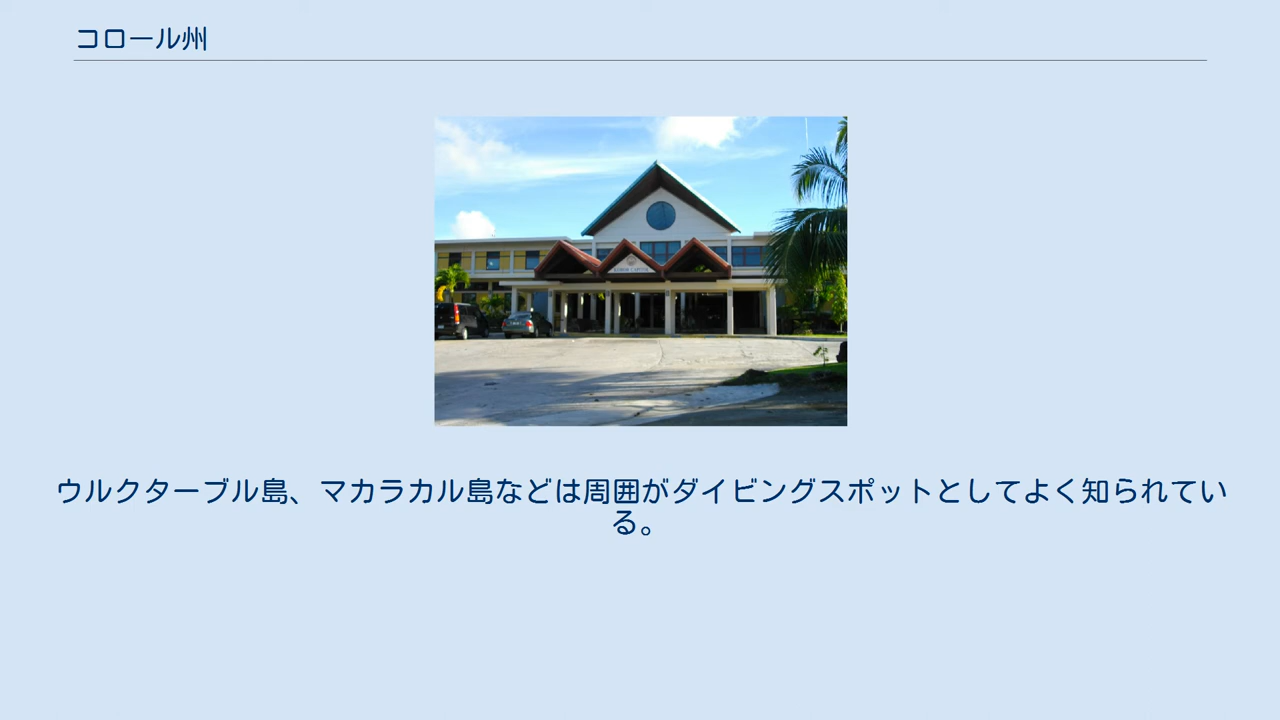 コロール州
ウルクターブル島、マカラカル島などは周囲がダイビングスポットとしてよく知られてい
る。